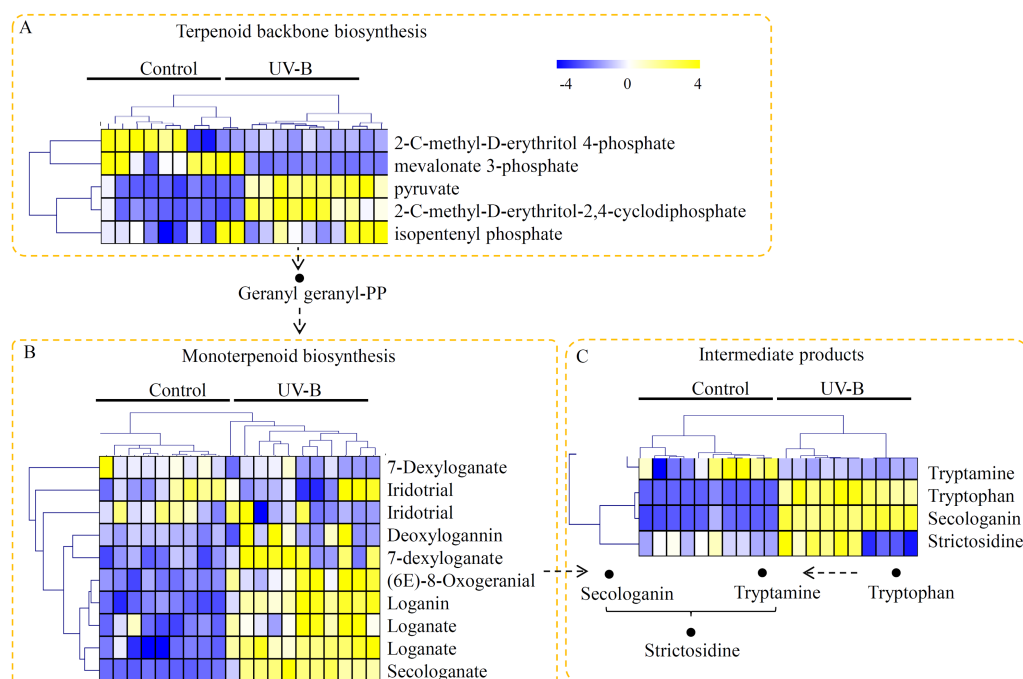 A
Terpenoid backbone biosynthesis
Control
UV-B
-4
0
4
2-C-methyl-D-erythritol 4-phosphate
mevalonate 3-phosphate
pyruvate
2-C-methyl-D-erythritol-2,4-cyclodiphosphate
isopentenyl phosphate
Geranyl geranyl-PP
B
Monoterpenoid biosynthesis
Control
UV-B
7-Dexyloganate
Iridotrial
Iridotrial
Deoxylogannin
7-dexyloganate
(6E)-8-Oxogeranial
Loganin
Loganate
Loganate
Secologanate
C
Intermediate products
Control
UV-B
Tryptamine
Tryptophan
Secologanin
Strictosidine
Secologanin
Tryptamine
Tryptophan
Strictosidine